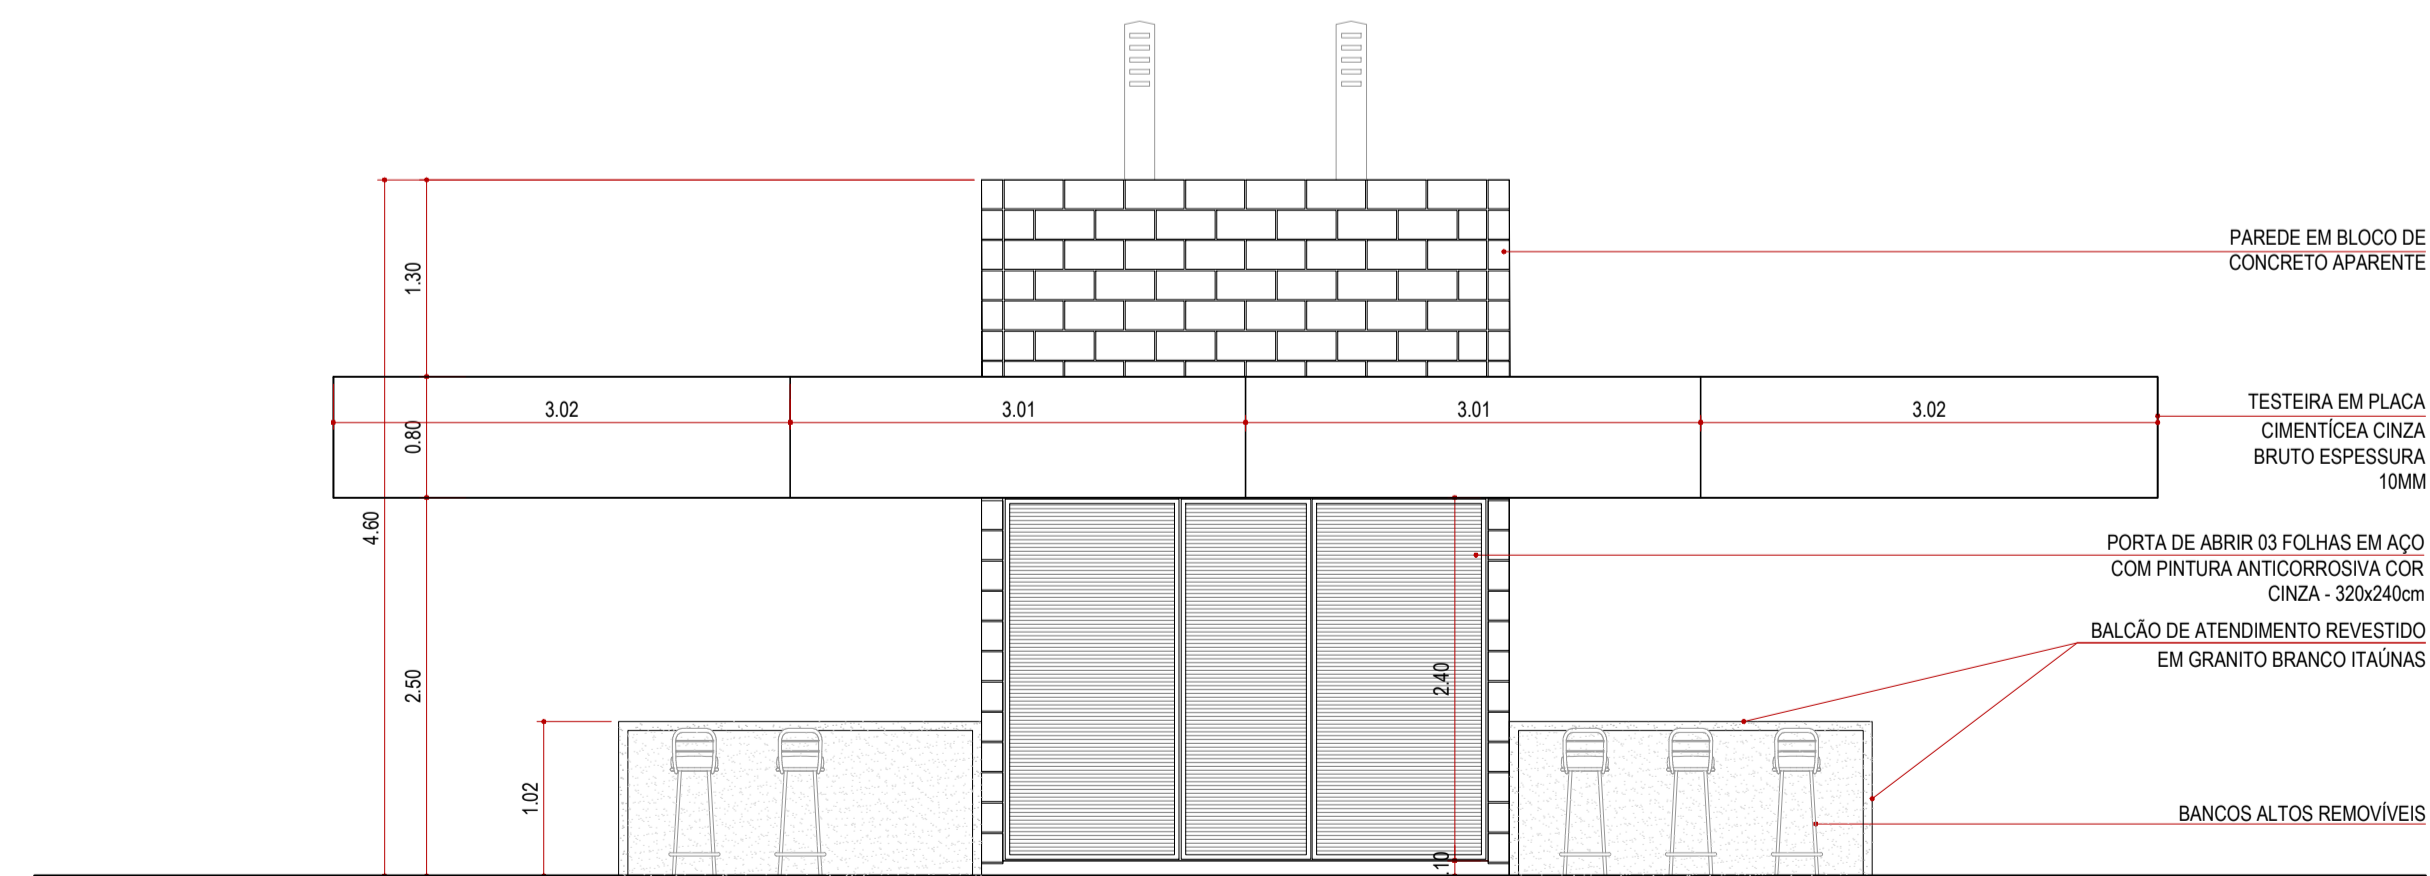 PAREDE EM BLOCO DE
CONCRETO APARENTE
1.30
3.02
3.01
3.01
3.02
TESTEIRA EM PLACA
CIMENTÍCEA CINZA
BRUTO ESPESSURA
10MM
0.80
4.60
PORTA DE ABRIR 03 FOLHAS EM AÇO
COM PINTURA ANTICORROSIVA COR
CINZA - 320x240cm
BALCÃO DE ATENDIMENTO REVESTIDO
EM GRANITO BRANCO ITAÚNAS
2.50
2.40
1.02
BANCOS ALTOS REMOVÍVEIS
.10